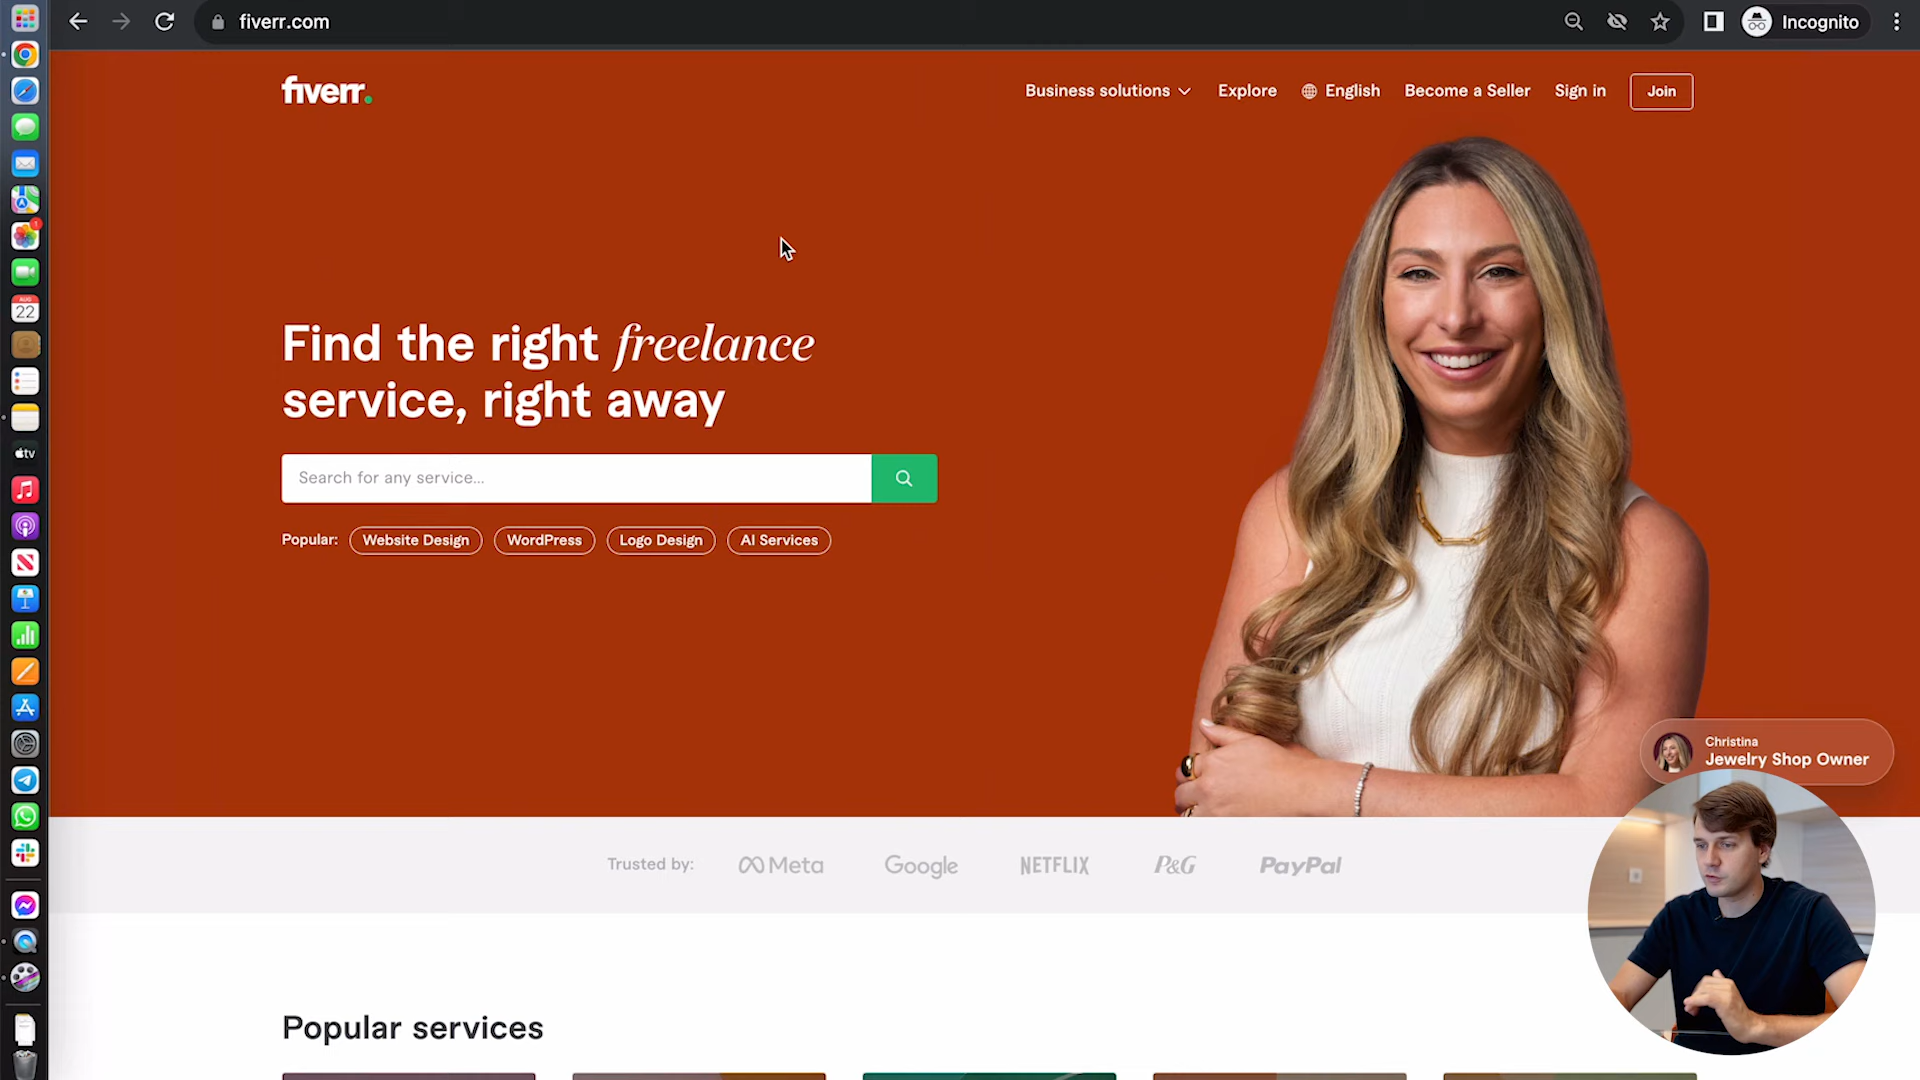 fiverr.com
Incognito
fiverr.
Business solutions
Explore
English
Become a Seller
Sign in
Join
Find the right freelance
service, right away
Search for any service...
Popular:
Website Design
WordPress
Logo Design
AI Services
Christina
Jewelry Shop Owner
Trusted by:
Meta
Google
NETFLIX
P&G
PayPal
Popular services
AUG
22
tv
1